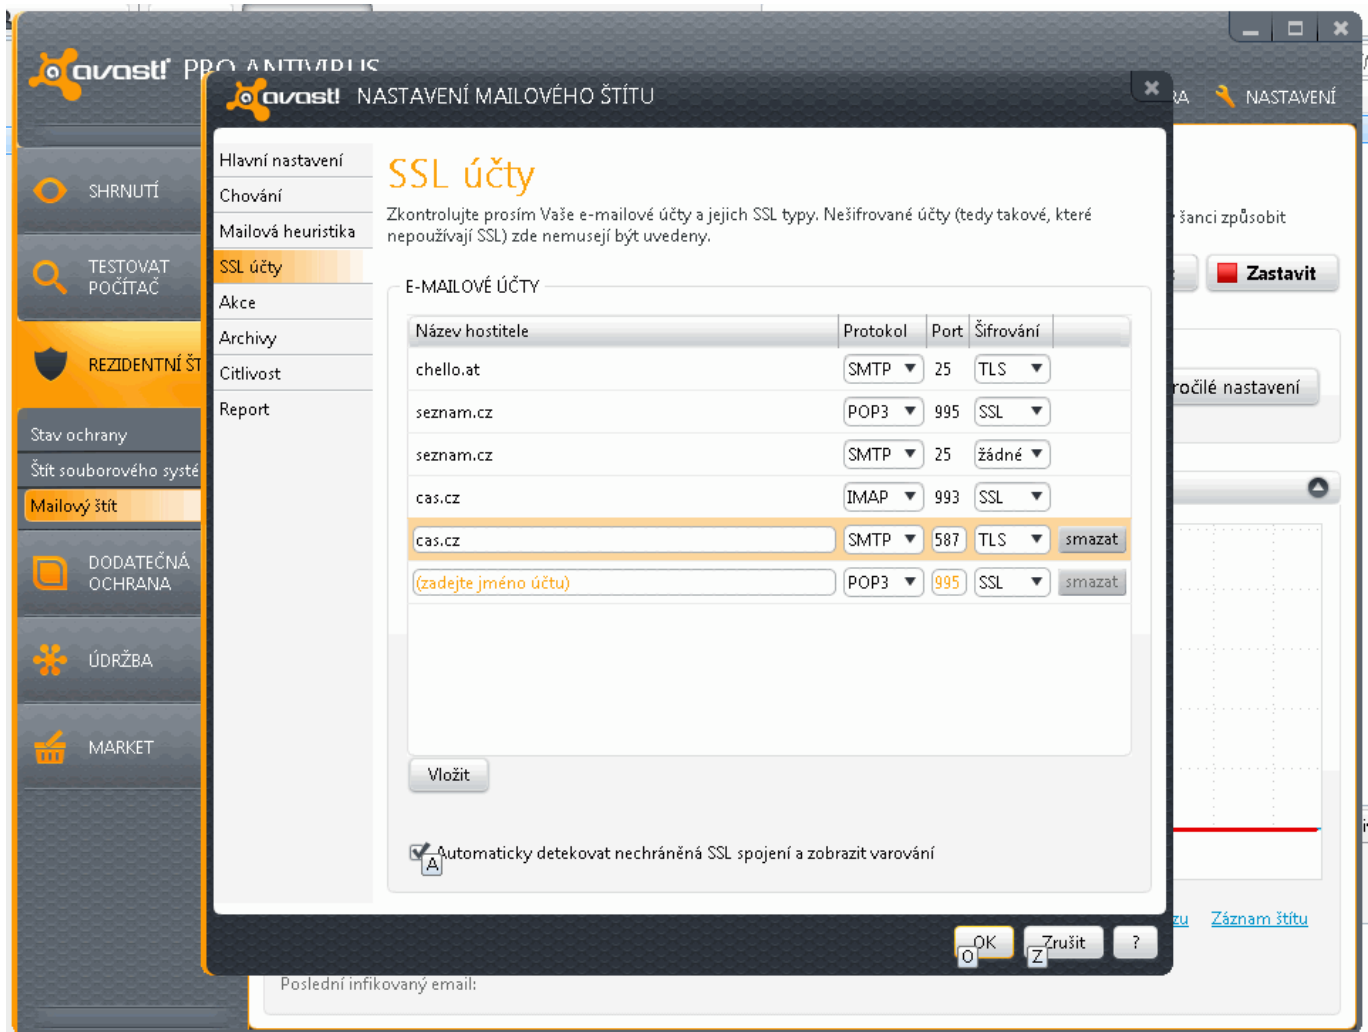 avast! PRO ANTIVIRUS
NASTAVENÍ
avast! NASTAVENÍ MAILOVÉHO ŠTÍTU
SHRNUTÍ
TESTOVAT
POČÍTAČ
REZIDENTNÍ
Stav ochrany
Štít souborového
Mailový štít
DODATEČNÁ
OCHRANA
ÚDRŽBA
MARKET
Hlavní nastavení
Chování
Mailová heuristika
SSL účty
Akce
Archivy
Citlivost
Report
SSL účty
Zkontrolujte prosím Vaše e-mailové účty a jejich SSL typy. Nešifrované účty (tedy takové, které
nepoužívají SSL) zde nemusejí být uvedeny.
E-MAILOVÉ ÚČTY
Název hostitele Protokol Port Šifrování
chello.at SMTP 25 TLS
seznam.cz POP3 995 SSL
seznam.cz SMTP 25 žádné
cas.cz IMAP 993 SSL
cas.cz SMTP 587 TLS smazat
(zadejte jméno účtu) POP3 995 SSL smazat
Vložit
Automaticky detekovat nechráněná SSL spojení a zobrazit varování
A
OK Zrušit ?
O Z
šanci způsobit
Zastavit
nastavení
Záznam štítu
Poslední infikovaný email: